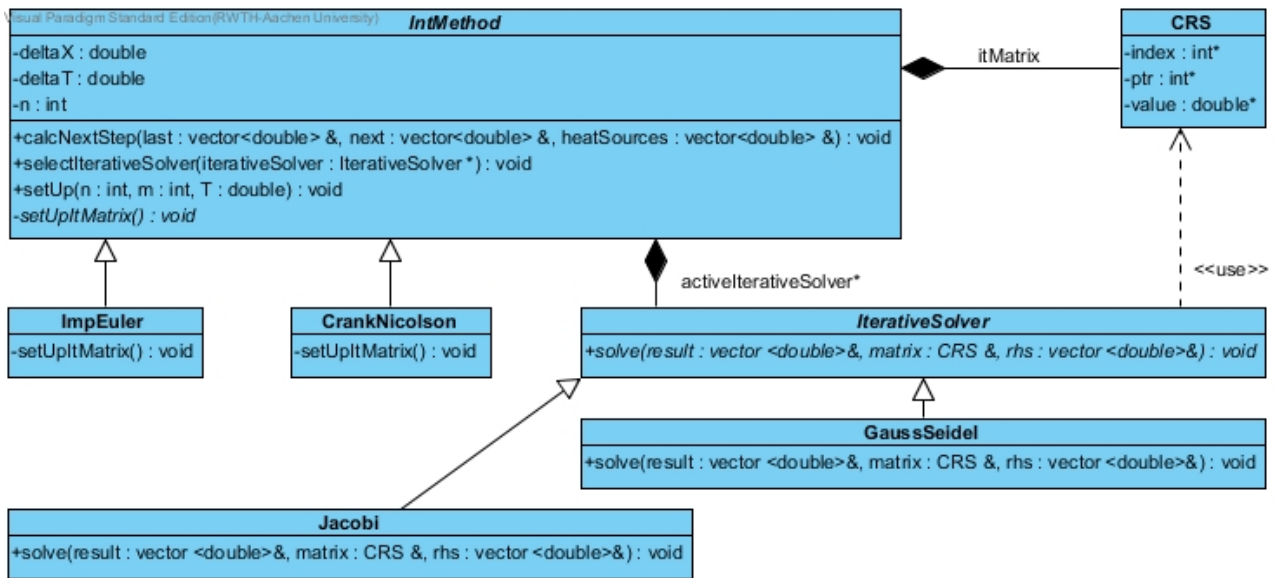 Visual Paradigm Standard Edition(RWTH-Aachen University)
IntMethod
-deltaX : double
-deltaT : double
-n : int
+calcNextStep(last : vector<double> &, next : vector<double> &, heatSources : vector<double> &) : void
+selectIterativeSolver(iterativeSolver : IterativeSolver *) : void
+setUp(n : int, m : int, T : double) : void
-setUpItMatrix() : void
itMatrix
CRS
-index : int*
-ptr : int*
-value : double*
activeIterativeSolver*
<<use>>
ImpEuler
-setUpItMatrix() : void
CrankNicolson
-setUpItMatrix() : void
IterativeSolver
+solve(result : vector <double>&, matrix : CRS &, rhs : vector <double>&) : void
GaussSeidel
+solve(result : vector <double>&, matrix : CRS &, rhs : vector <double>&) : void
Jacobi
+solve(result : vector <double>&, matrix : CRS &, rhs : vector <double>&) : void